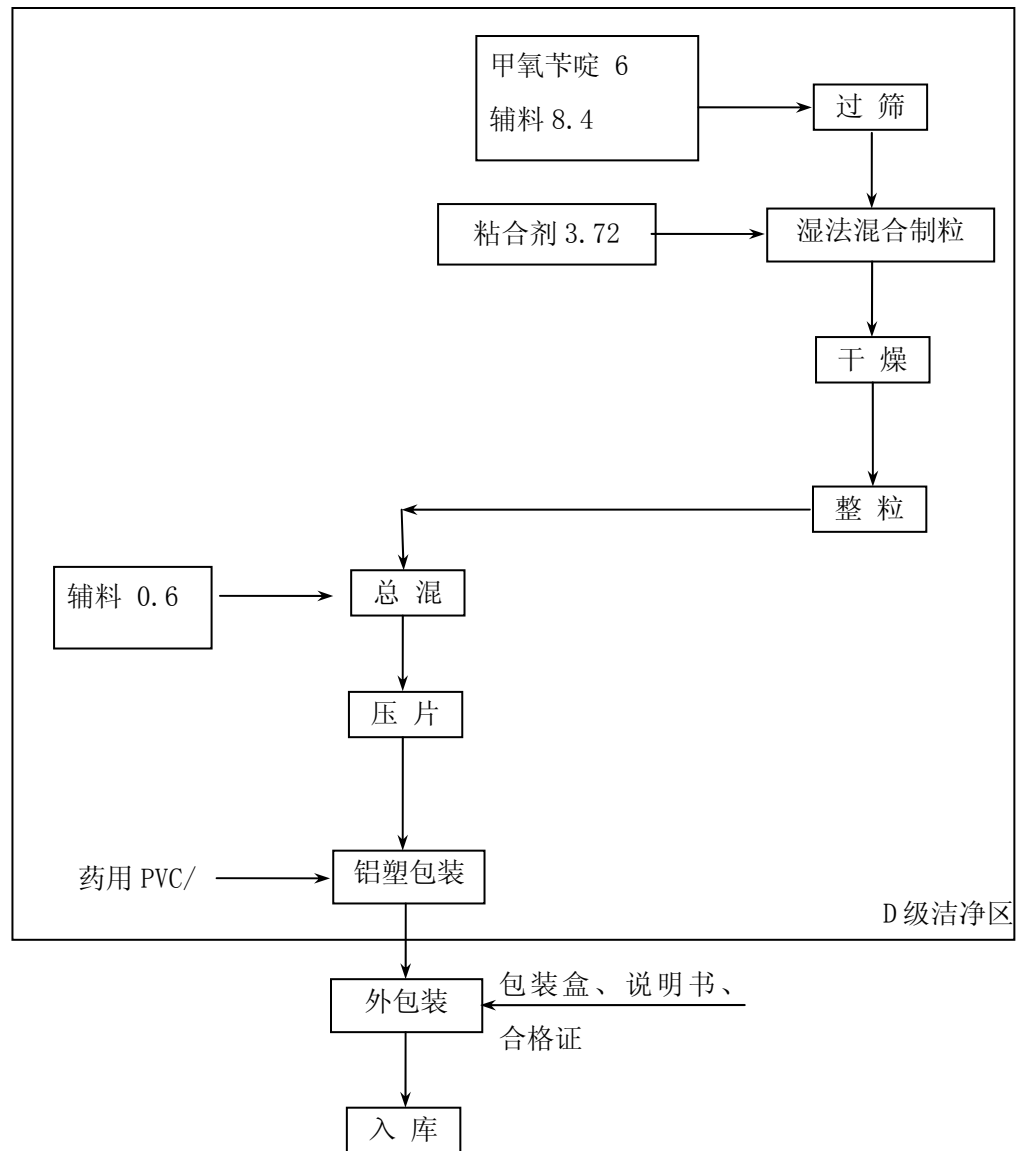 甲氧苄啶 6
辅料 8.4
过 筛
粘合剂 3.72
湿法混合制粒
干 燥
整 粒
辅料 0.6
总 混
压 片
药用 PVC/
铝塑包装
D 级洁净区
外包装
包装盒、说明书、
合格证
入 库